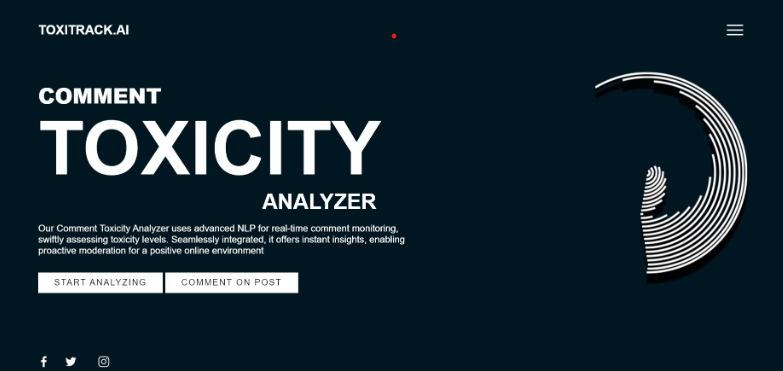 TOXITRACK.AI
COMMENT
TOXICITY
ANALYZER
Our Comment Toxicity Analyzer uses advanced NLP for real-time comment monitoring,
swiftly assessing toxicity levels. Seamlessly integrated, it offers instant insights, enabling
proactive moderation for a positive online environment
START ANALYZING COMMENT ON POST